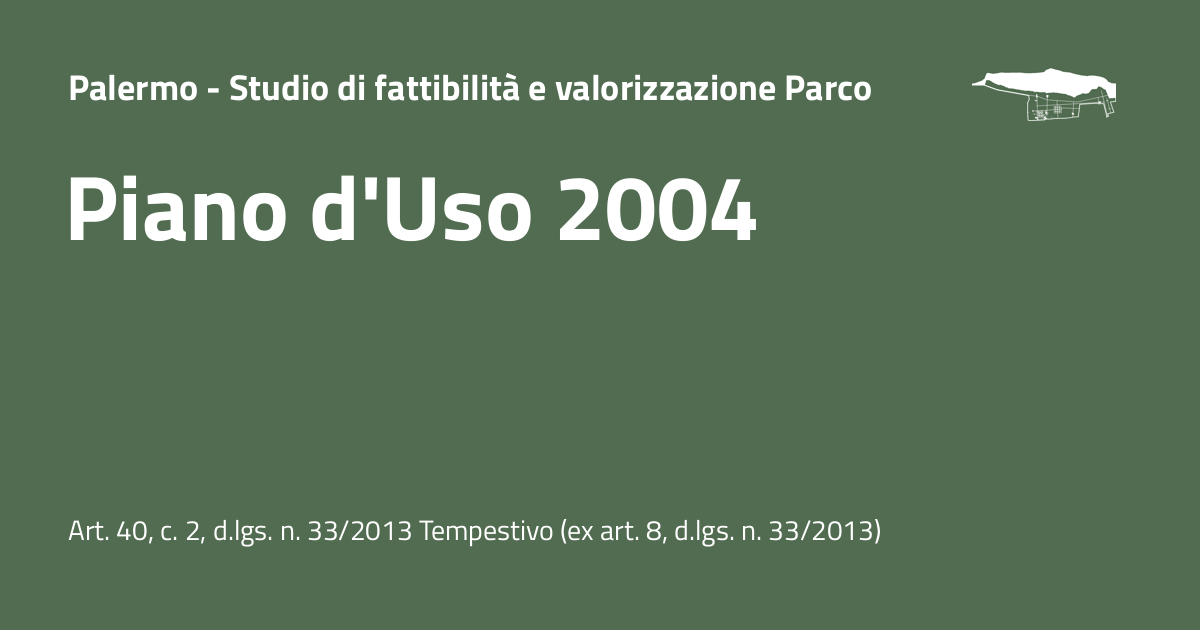 Palermo - Studio di fattibilità e valorizzazione Parco
Piano d'Uso 2004
Art. 40, c. 2, d.lgs. n. 33/2013 Tempestivo (ex art. 8, d.lgs. n. 33/2013)